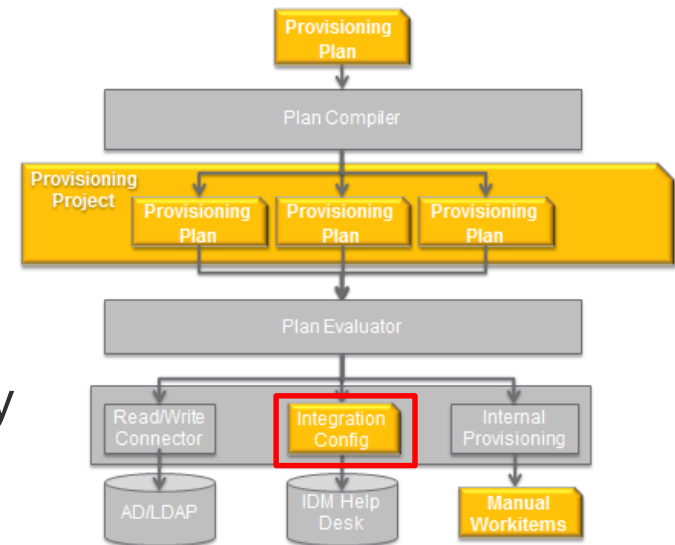 Provisioning
Plan
Plan Compiler
Provisioning
Project
Provisioning
Plan
Provisioning
Plan
Provisioning
Plan
Plan Evaluator
y
Read/Write
Connector
Integration
Config
Internal
Provisioning
AD/LDAP
IDM Help
Desk
Manual
Workitems